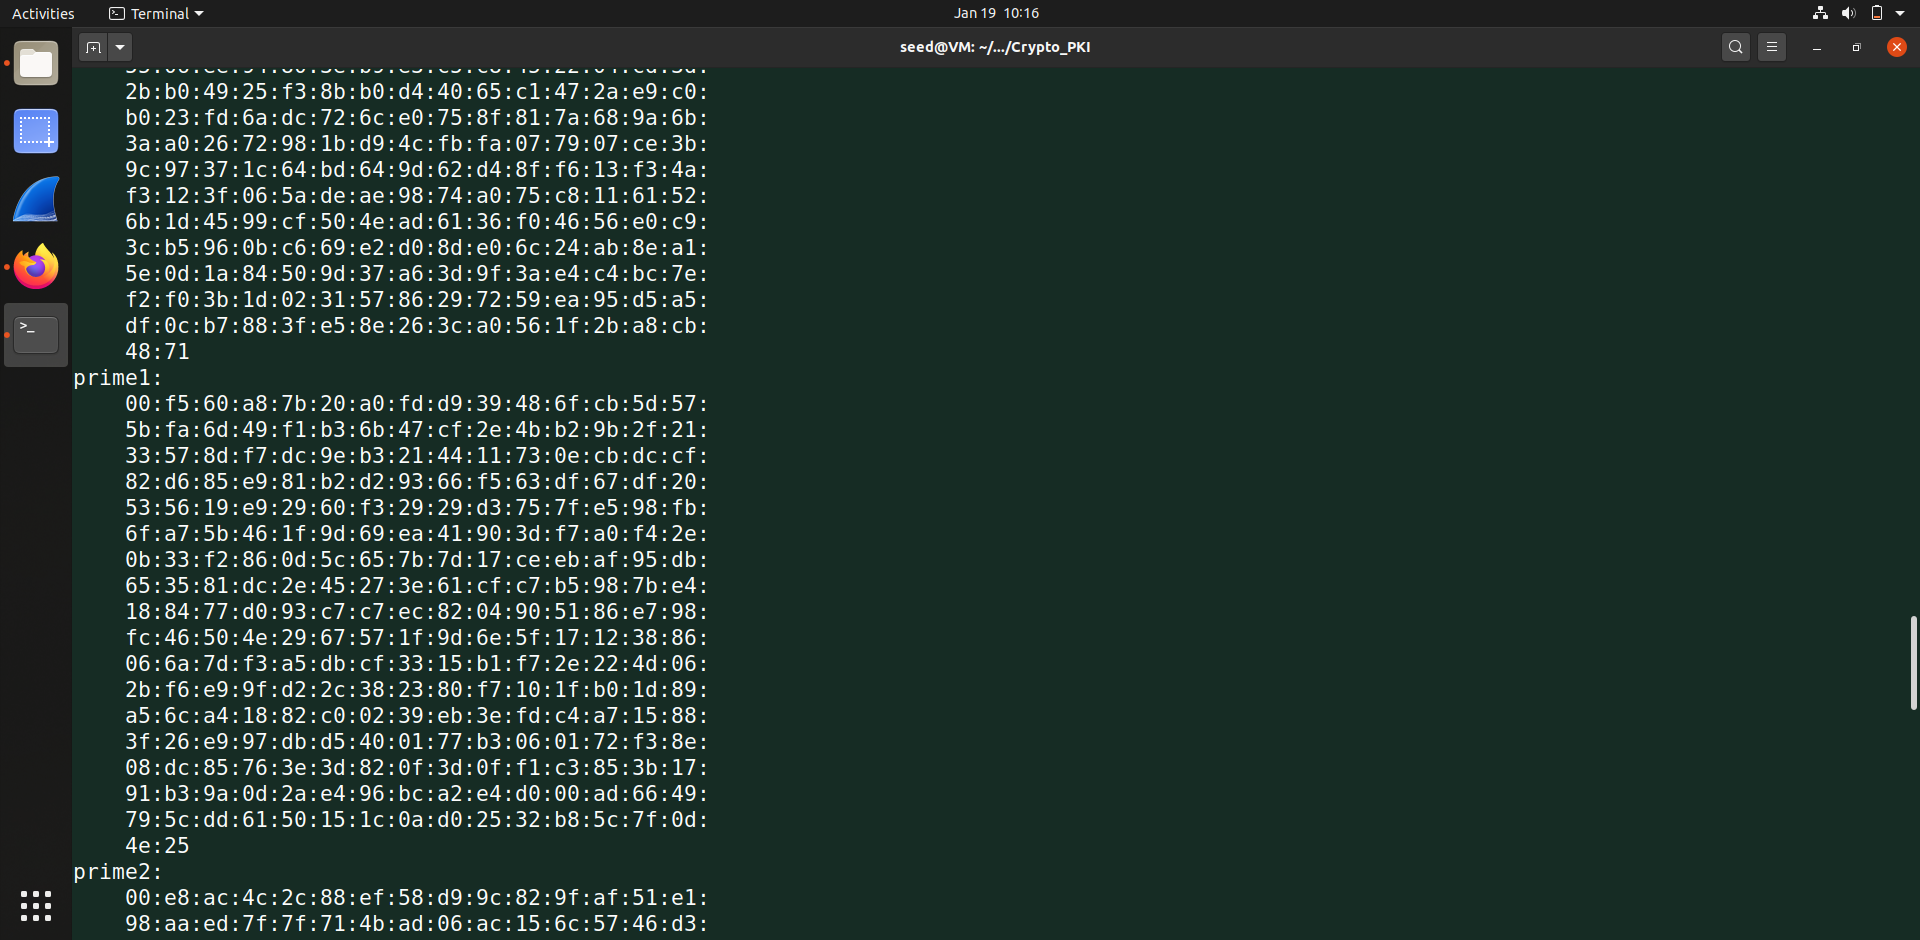 Activities
Terminal
Jan 19 10:16
seed@VM: ~/.../Crypto_PKI
2b:b0:49:25:f3:8b:b0:d4:40:65:c1:47:2a:e9:c0:
b0:23:fd:6a:dc:72:6c:e0:75:8f:81:7a:68:9a:6b:
3a:a0:26:72:98:1b:d9:4c:fb:fa:07:79:07:ce:3b:
9c:97:37:1c:64:bd:64:9d:62:d4:8f:f6:13:f3:4a:
f3:12:3f:06:5a:de:ae:98:74:a0:75:c8:11:61:52:
6b:1d:45:99:cf:50:4e:ad:61:36:f0:46:56:e0:c9:
3c:b5:96:0b:c6:69:e2:d0:8d:e0:6c:24:ab:8e:a1:
5e:0d:1a:84:50:9d:37:a6:3d:9f:3a:e4:c4:bc:7e:
f2:f0:3b:1d:02:31:57:86:29:72:59:ea:95:d5:a5:
df:0c:b7:88:3f:e5:8e:26:3c:a0:56:1f:2b:a8:cb:
48:71
prime1:
00:f5:60:a8:7b:20:a0:fd:d9:39:48:6f:cb:5d:57:
5b:fa:6d:49:f1:b3:6b:47:cf:2e:4b:b2:9b:2f:21:
33:57:8d:f7:dc:9e:b3:21:44:11:73:0e:cb:dc:cf:
82:d6:85:e9:81:b2:d2:93:66:f5:63:df:67:df:20:
53:56:19:e9:29:60:f3:29:29:d3:75:7f:e5:98:fb:
6f:a7:5b:46:1f:9d:69:ea:41:90:3d:f7:a0:f4:2e:
0b:33:f2:86:0d:5c:65:7b:7d:17:ce:eb:af:95:db:
65:35:81:dc:2e:45:27:3e:61:cf:c7:b5:98:7b:e4:
18:84:77:d0:93:c7:c7:ec:82:04:90:51:86:e7:98:
fc:46:50:4e:29:67:57:1f:9d:6e:5f:17:12:38:86:
06:6a:7d:f3:a5:db:cf:33:15:b1:f7:2e:22:4d:06:
2b:f6:e9:9f:d2:2c:38:23:80:f7:10:1f:b0:1d:89:
a5:6c:a4:18:82:c0:02:39:eb:3e:fd:c4:a7:15:88:
3f:26:e9:97:db:d5:40:01:77:b3:06:01:72:f3:8e:
08:dc:85:76:3e:3d:82:0f:3d:0f:f1:c3:85:3b:17:
91:b3:9a:0d:2a:e4:96:bc:a2:e4:d0:00:ad:66:49:
79:5c:dd:61:50:15:1c:0a:d0:25:32:b8:5c:7f:0d:
4e:25
prime2:
00:e8:ac:4c:2c:88:ef:58:d9:9c:82:9f:af:51:e1:
98:aa:ed:7f:7f:71:4b:ad:06:ac:15:6c:57:46:d3: